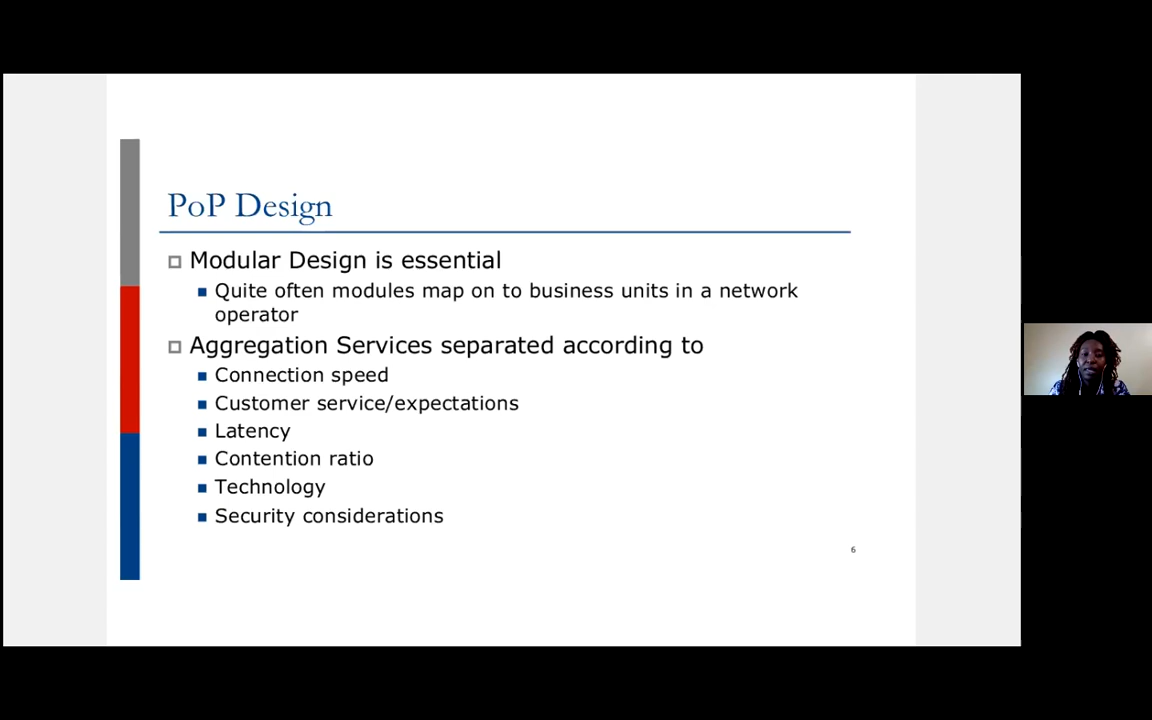 PoP Design
Modular Design is essential
Quite often modules map on to business units in a network
operator
Aggregation Services separated according to
Connection speed
Customer service/expectations
Latency
Contention ratio
Technology
Security considerations
6